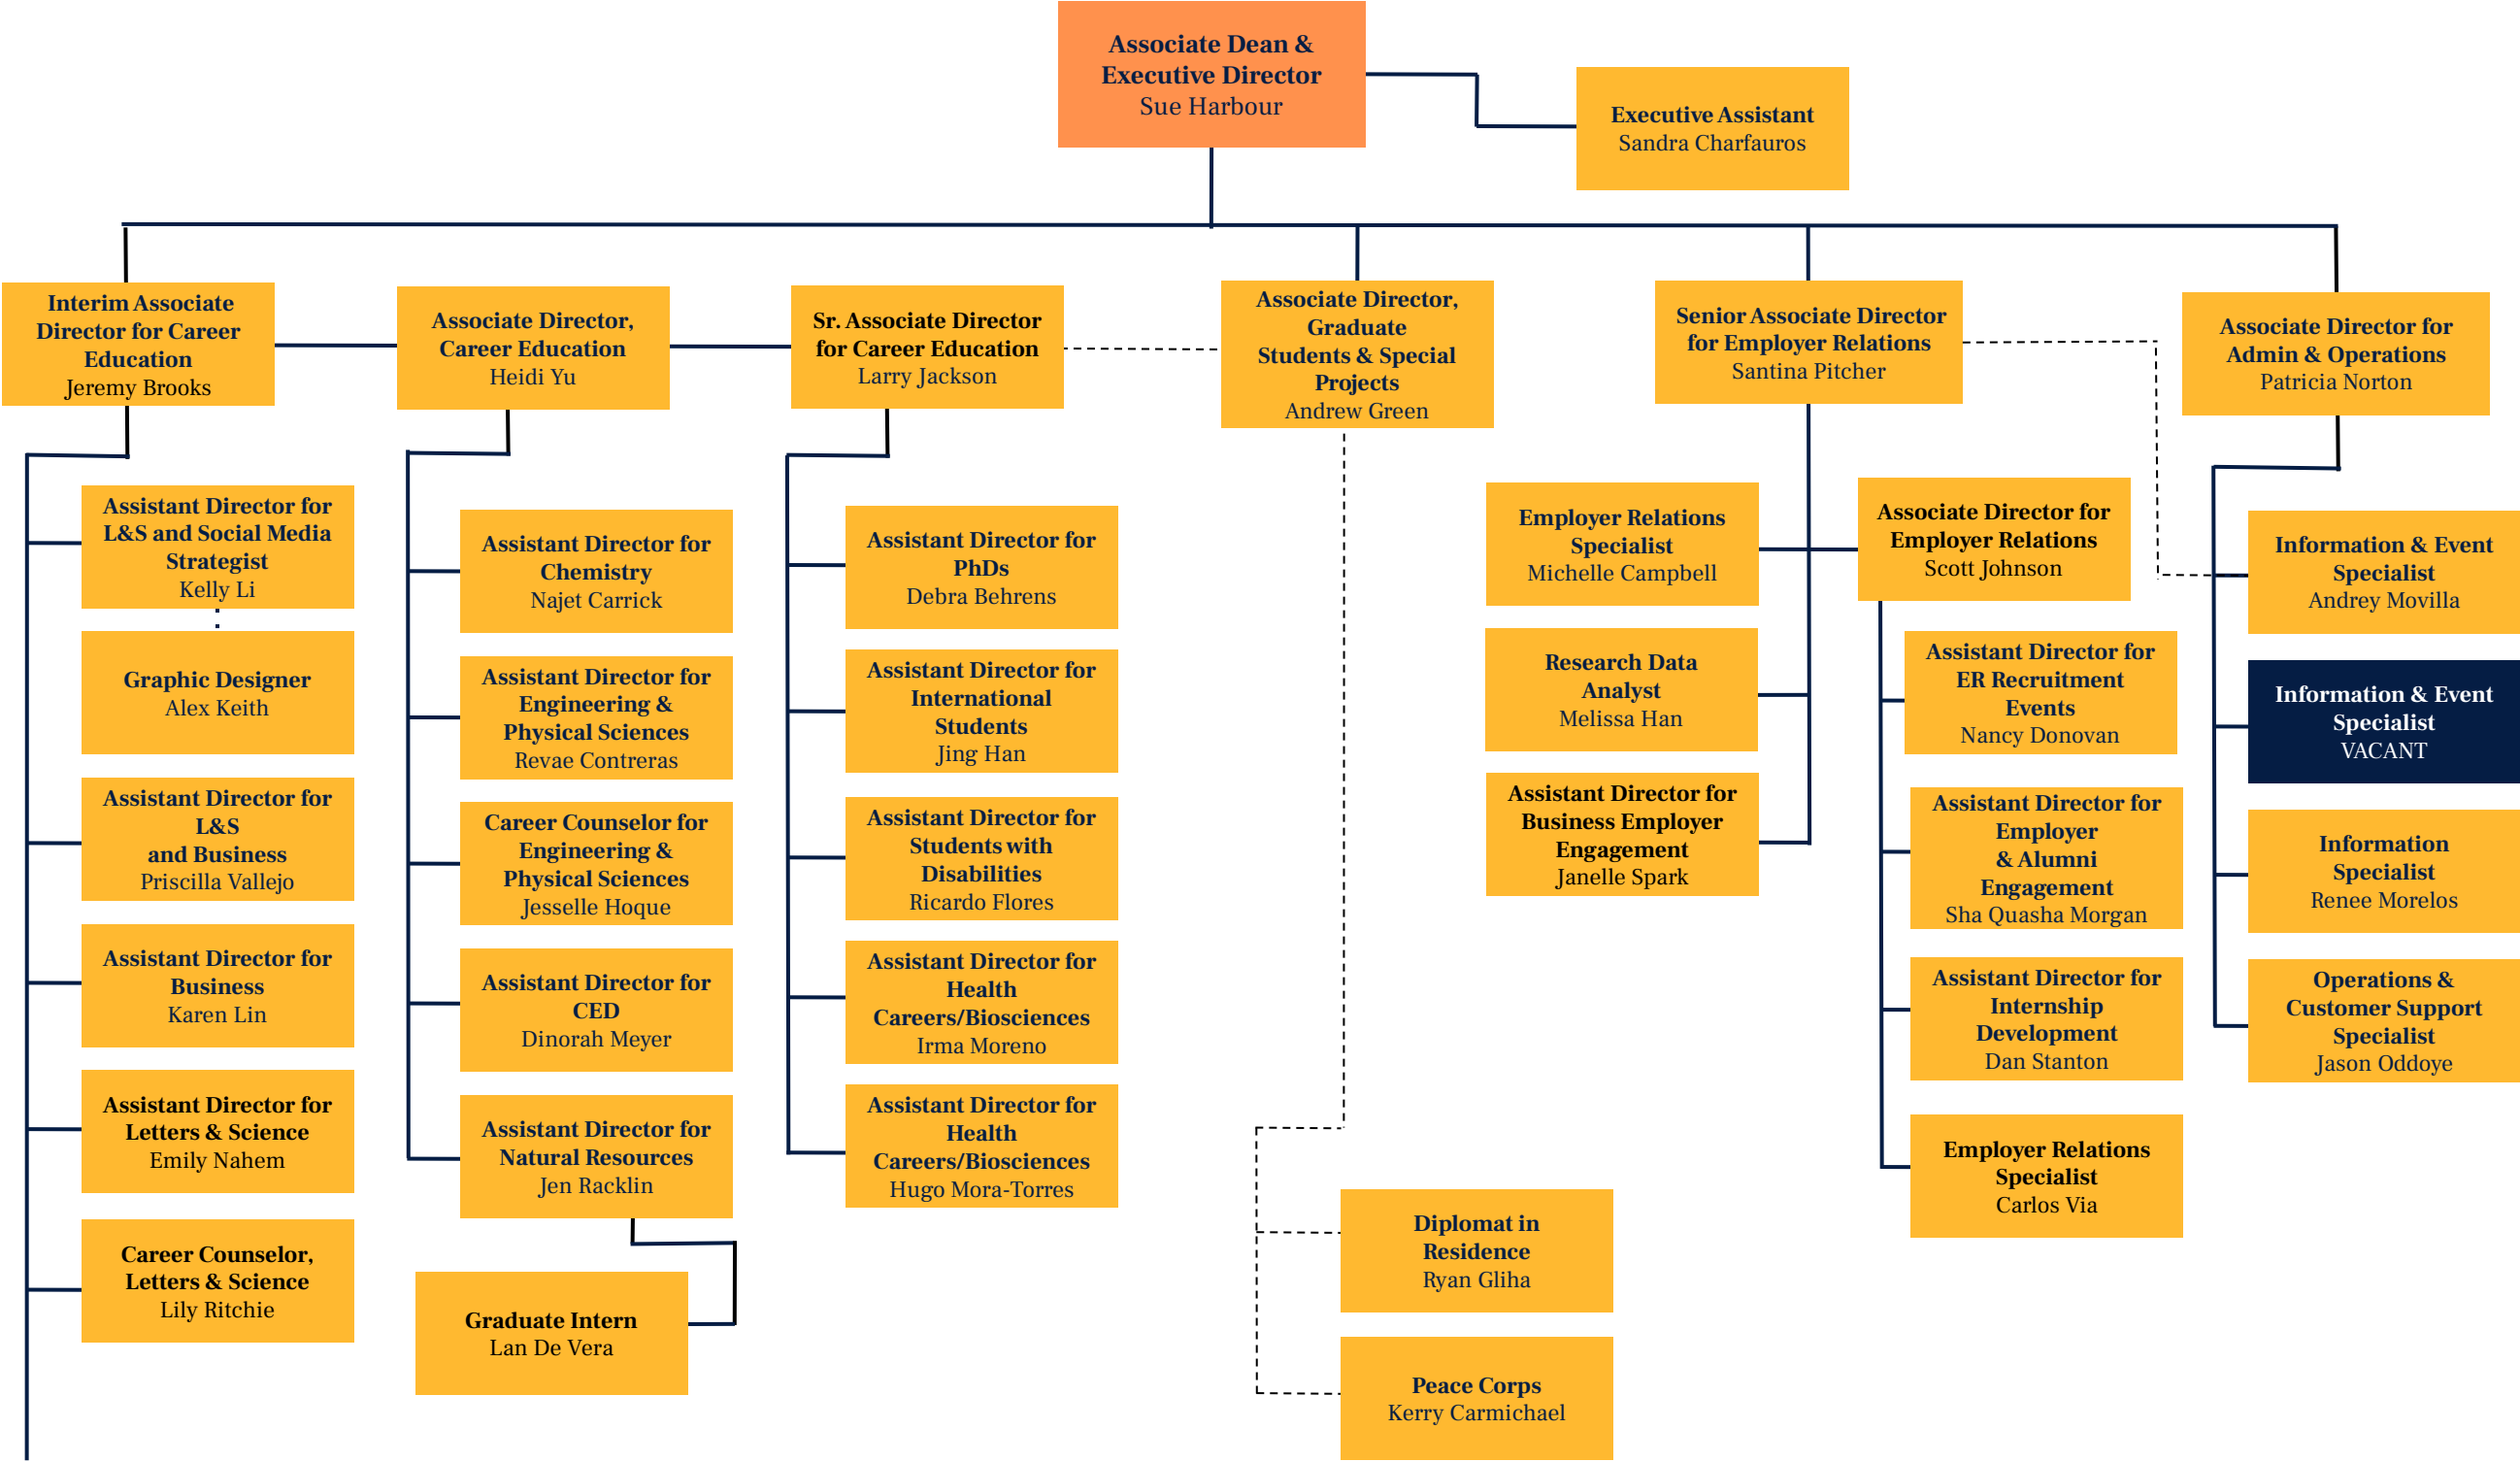 Associate Dean &
Executive Director
Sue Harbour
Executive Assistant
Sandra Charfauros
Interim Associate
Director for Career
Education
Jeremy Brooks
Associate Director,
Career Education
Heidi Yu
Sr. Associate Director
for Career Education
Larry Jackson
Associate Director,
Graduate
Students & Special
Projects
Andrew Green
Senior Associate Director
for Employer Relations
Santina Pitcher
Associate Director for
Admin & Operations
Patricia Norton
Assistant Director for
L&S and Social Media
Strategist
Kelly Li
Graphic Designer
Alex Keith
Assistant Director for
L&S
and Business
Priscilla Vallejo
Assistant Director for
Business
Karen Lin
Assistant Director for
Letters & Science
Emily Nahem
Career Counselor,
Letters & Science
Lily Ritchie
Assistant Director for
Chemistry
Najet Carrick
Assistant Director for
Engineering &
Physical Sciences
Revae Contreras
Career Counselor for
Engineering &
Physical Sciences
Jesselle Hoque
Assistant Director for
CED
Dinorah Meyer
Assistant Director for
Natural Resources
Jen Racklin
Graduate Intern
Lan De Vera
Assistant Director for
PhDs
Debra Behrens
Assistant Director for
International
Students
Jing Han
Assistant Director for
Students with
Disabilities
Ricardo Flores
Assistant Director for
Health
Careers/Biosciences
Irma Moreno
Assistant Director for
Health
Careers/Biosciences
Hugo Mora-Torres
Diplomat in
Residence
Ryan Gliha
Peace Corps
Kerry Carmichael
Employer Relations
Specialist
Michelle Campbell
Research Data
Analyst
Melissa Han
Assistant Director for
Business Employer
Engagement
Janelle Spark
Associate Director for
Employer Relations
Scott Johnson
Assistant Director for
ER Recruitment
Events
Nancy Donovan
Assistant Director for
Employer
& Alumni
Engagement
Sha Quasha Morgan
Assistant Director for
Internship
Development
Dan Stanton
Employer Relations
Specialist
Carlos Via
Information & Event
Specialist
Andrey Movilla
Information & Event
Specialist
VACANT
Information
Specialist
Renee Morelos
Operations &
Customer Support
Specialist
Jason Oddoye